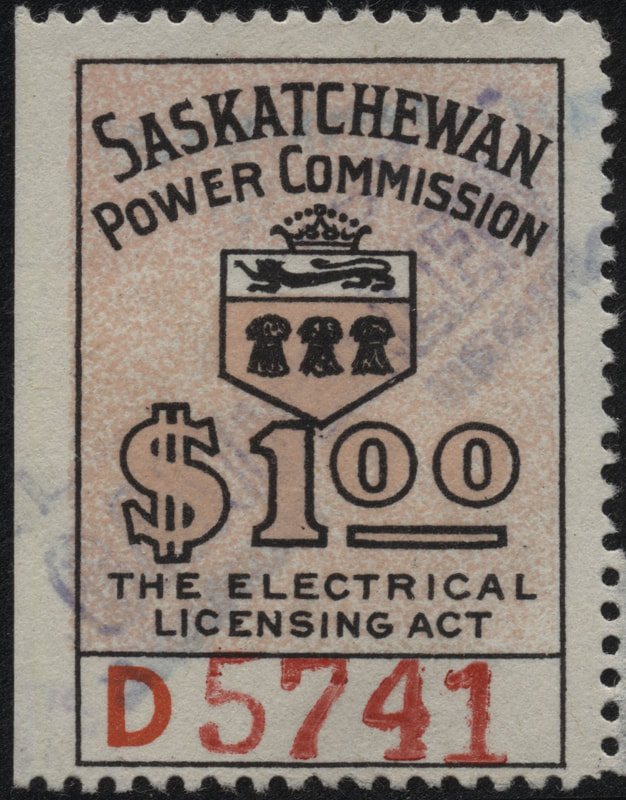 SASKATCHEWAN
POWER COMMISSION
$1.00
THE ELECTRICAL
LICENSING ACT
D 5741